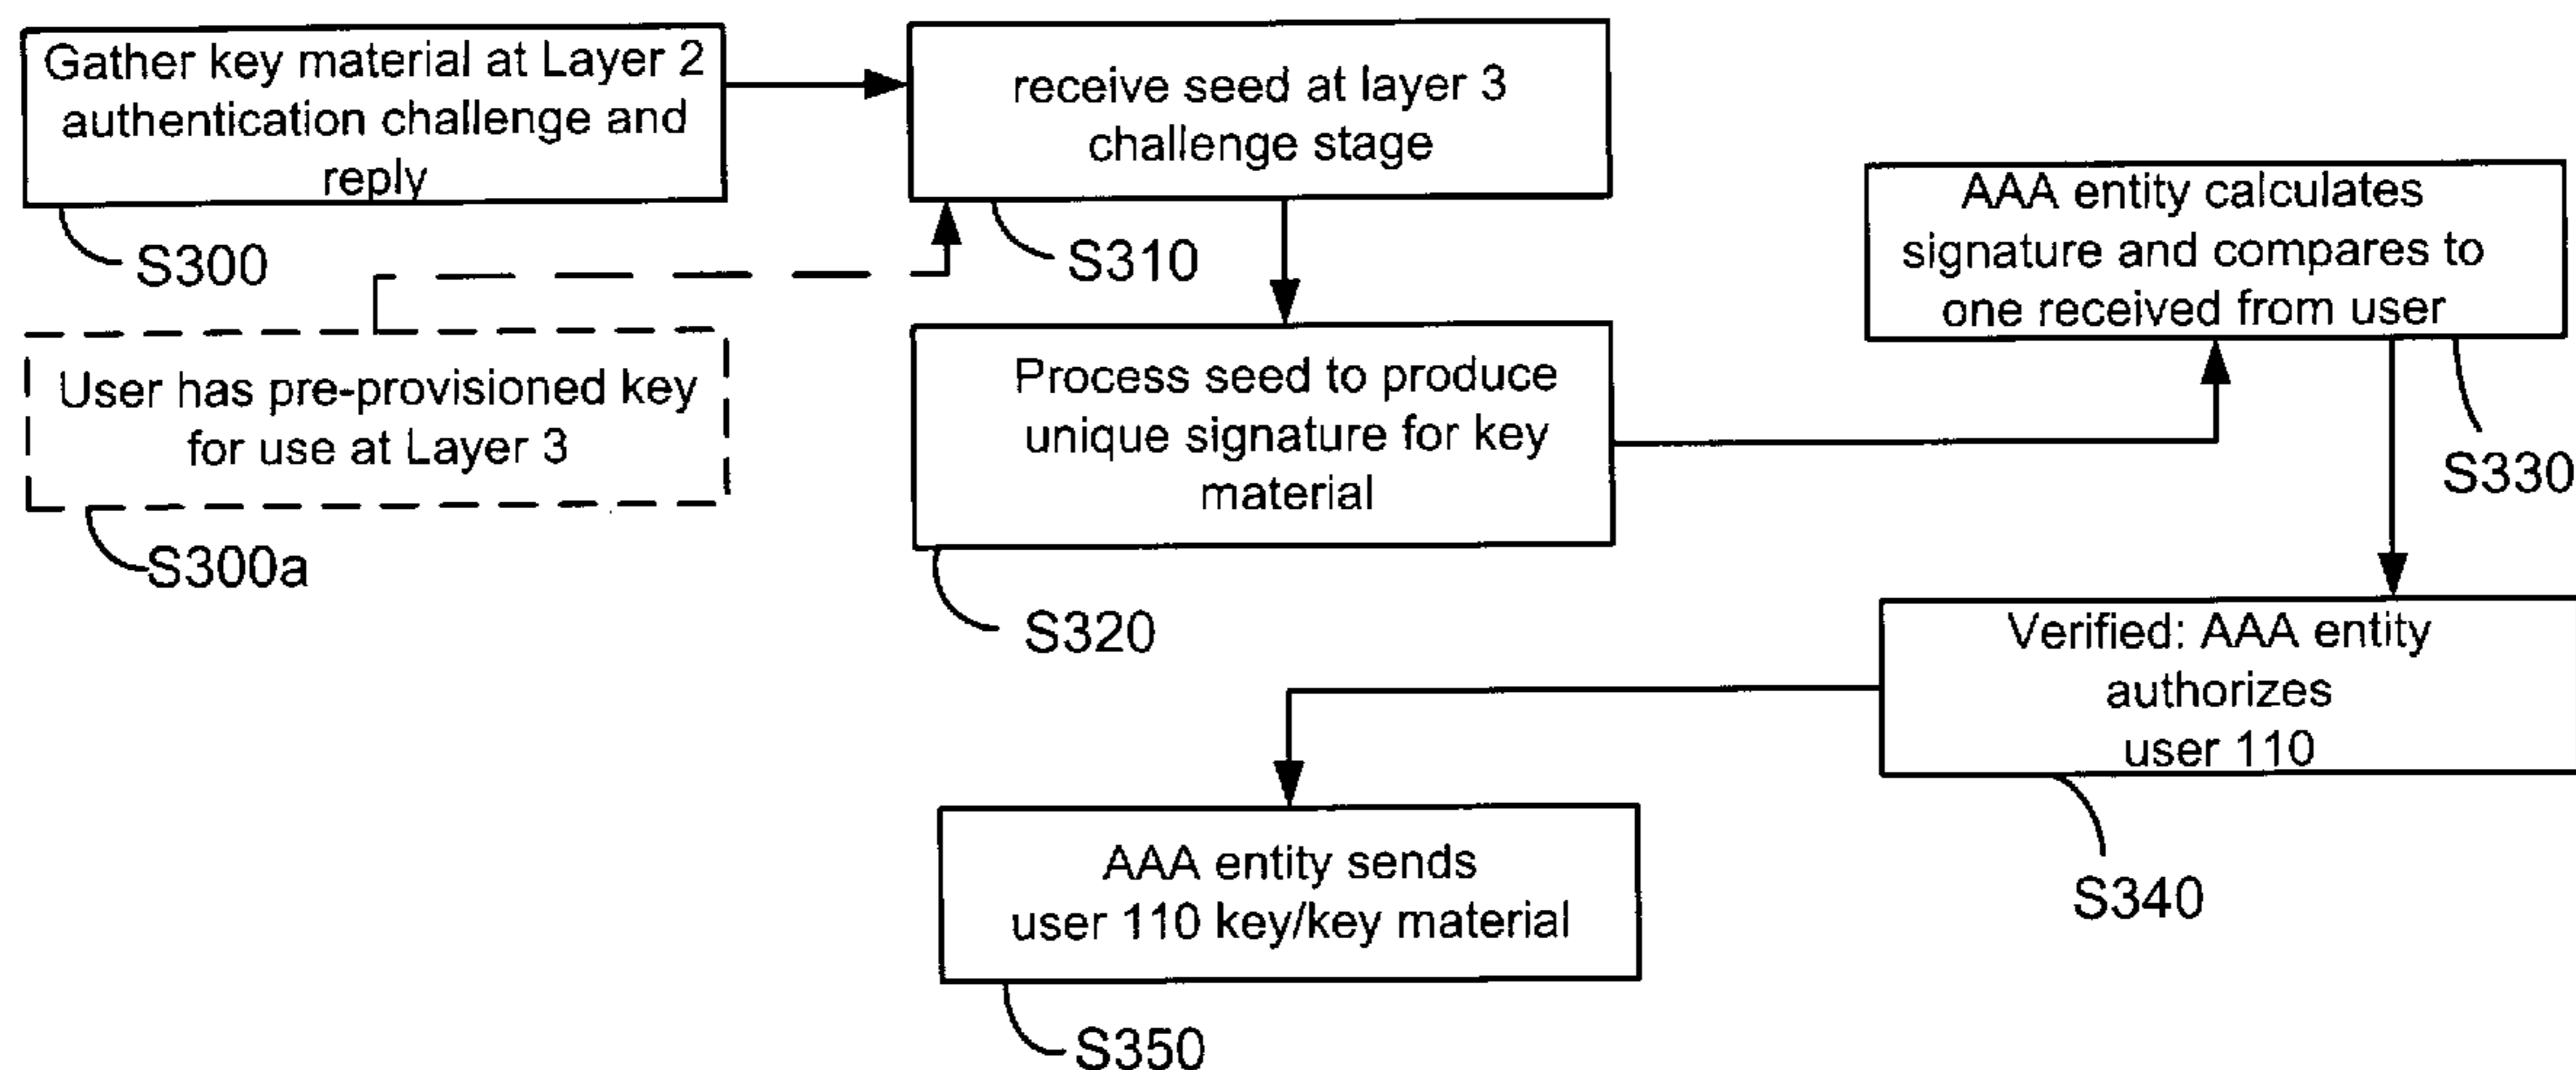 Gather key material at Layer 2
authentication challenge and
reply
S300
receive seed at layer 3
challenge stage
S310
User has pre-provisioned key
for use at Layer 3
S300a
Process seed to produce
unique signature for key
material
S320
AAA entity calculates
signature and compares to
one received from user
S330
Verified: AAA entity
authorizes
user 110
S340
AAA entity sends
user 110 key/key material
S350